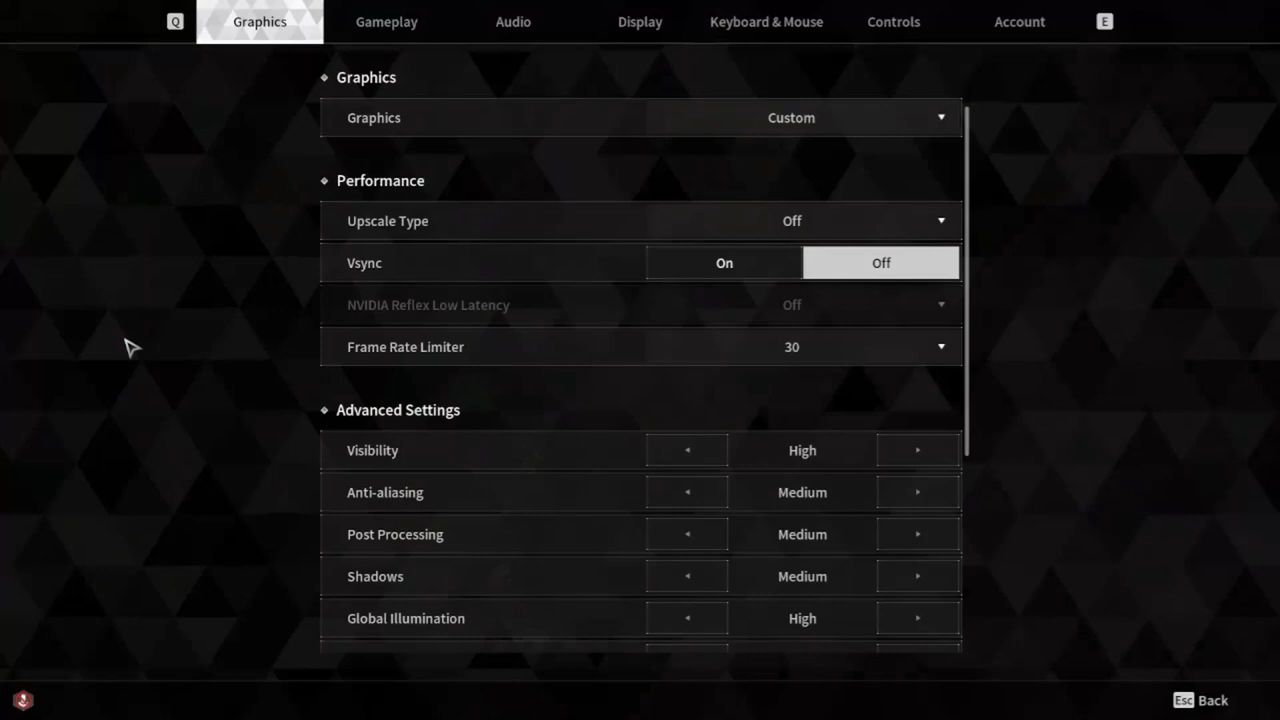 Q Graphics Gameplay Audio Display Keyboard & Mouse Controls Account E
Graphics
Graphics Custom
Performance
Upscale Type Off
Vsync On Off
NVIDIA Reflex Low Latency Off
Frame Rate Limiter 30
Advanced Settings
Visibility High
Anti-aliasing Medium
Post Processing Medium
Shadows Medium
Global Illumination High
Esc Back